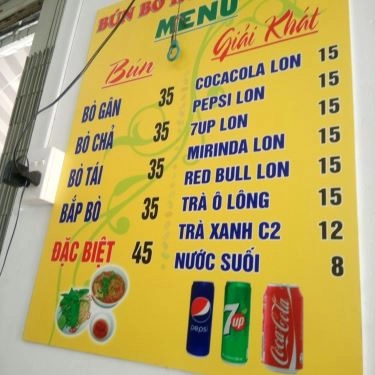 BÚN BÒ
MENU
Bún
BÒ GÂN 35
BÒ CHẢ 35
BÒ TÁI 35
BẮP BÒ 35
ĐẶC BIỆT 45
Giải Khát
COCACOLA LON 15
PEPSI LON 15
7UP LON 15
MIRINDA LON 15
RED BULL LON 15
TRÀ Ô LÔNG 15
TRÀ XANH C2 12
NƯỚC SUỐI 8
pepsi
7up
Coca-Cola